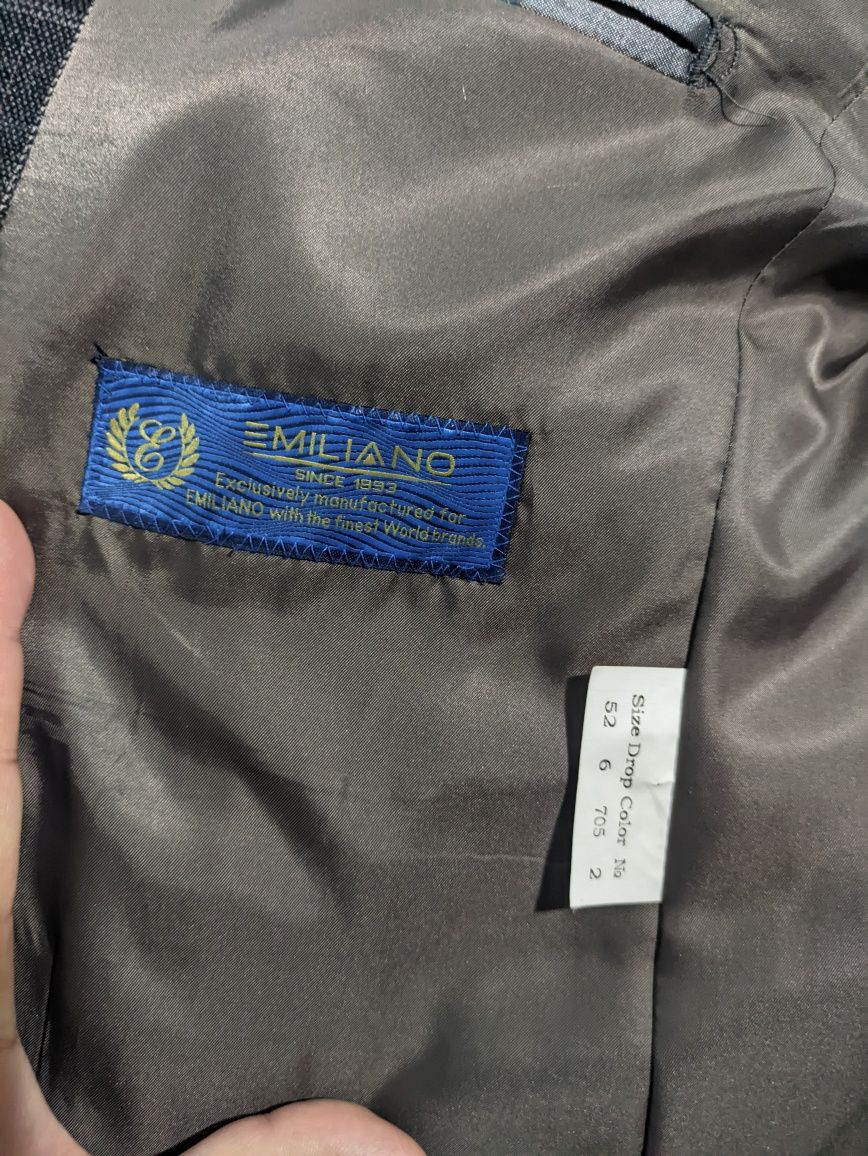 E
EMILIANO
SINCE 1993
Exclusively manufactured for
EMILIANO with the finest World brands.
Size Drop Color No
52 6 705 2